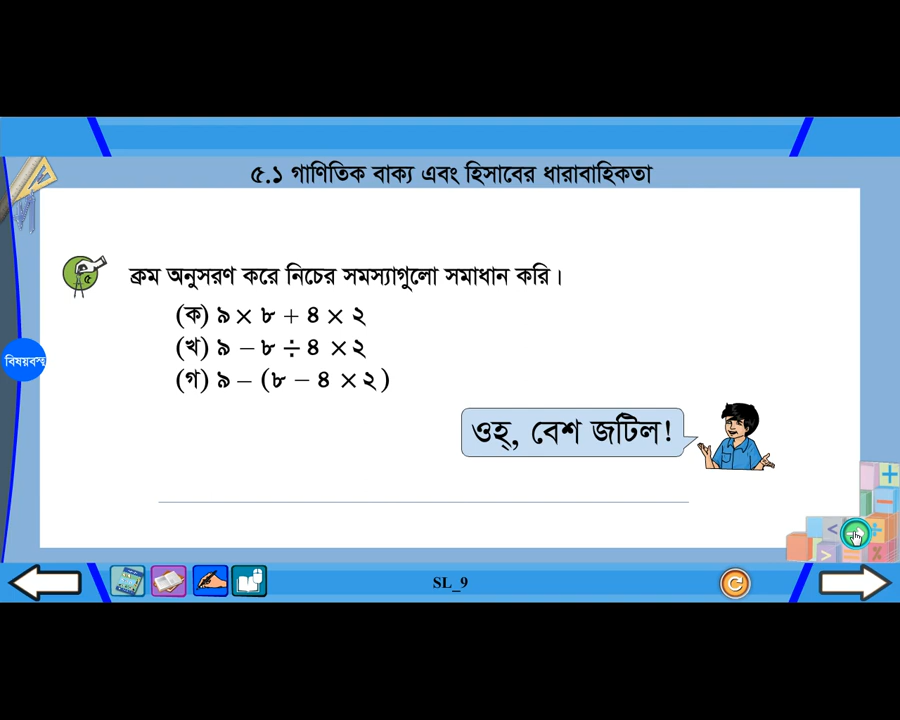 ৫.১ গাণিতিক বাক্য এবং হিসাবের ধারাবাহিকতা
৫
ক্রম অনুসরণ করে নিচের সমস্যাগুলো সমাধান করি।
(ক) ৯ × ৮ + ৪ × ২
(খ) ৯ – ৮ ÷ ৪ × ২
(গ) ৯ – (৮ – ৪ × ২)
বিষয়বস্তু
ওহ্, বেশ জটিল!
SL_9